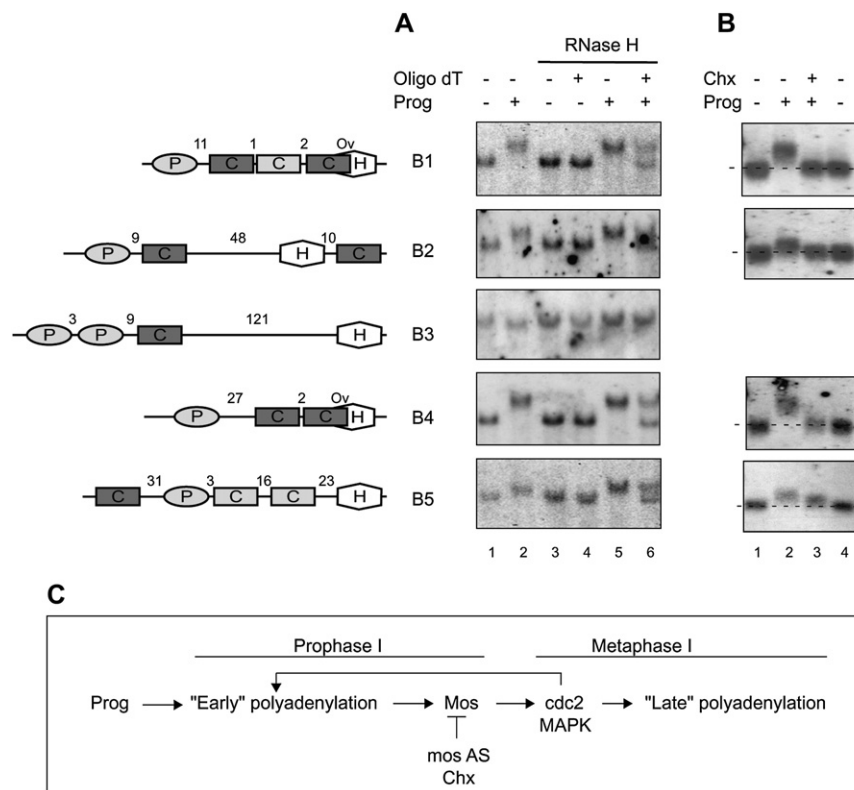 A
B
RNase H
Oligo dT - - - + - +
Prog - + - - + +
Chx - - + -
Prog - + + -
11 1 2 Ov
P C C C H
B1
9 48 10
P C H C
B2
3 9 121
P P C H
B3
27 2 Ov
P C C H
B4
31 3 16 23
C P C C H
B5
1 2 3 4 5 6
1 2 3 4
C
Prophase I
Metaphase I
Prog "Early" polyadenylation Mos cdc2 "Late" polyadenylation
MAPK
mos AS
Chx